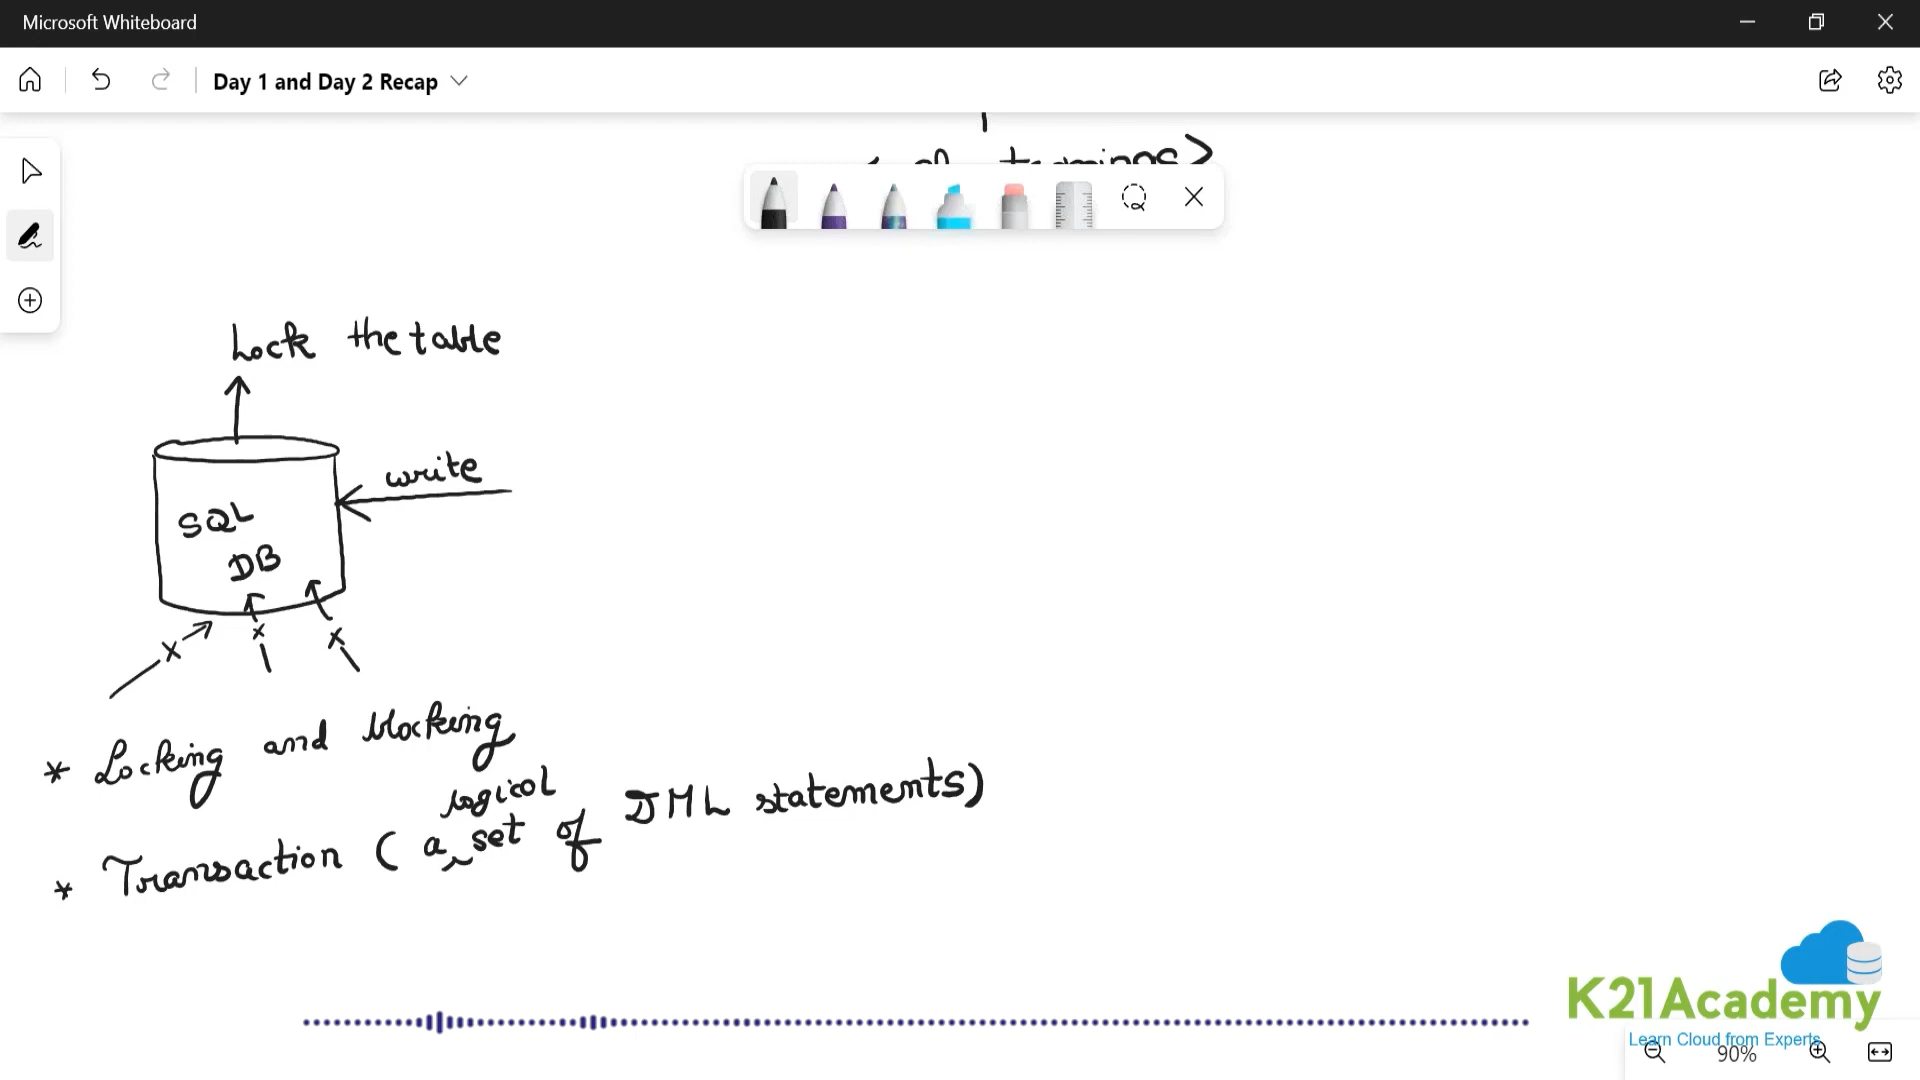 Microsoft Whiteboard
Day 1 and Day 2 Recap
Lock the table
write
SQL
DB
* Locking and blocking
logical
* Transaction ( a set of DML statements)
K21Academy
Learn Cloud from Experts
90%